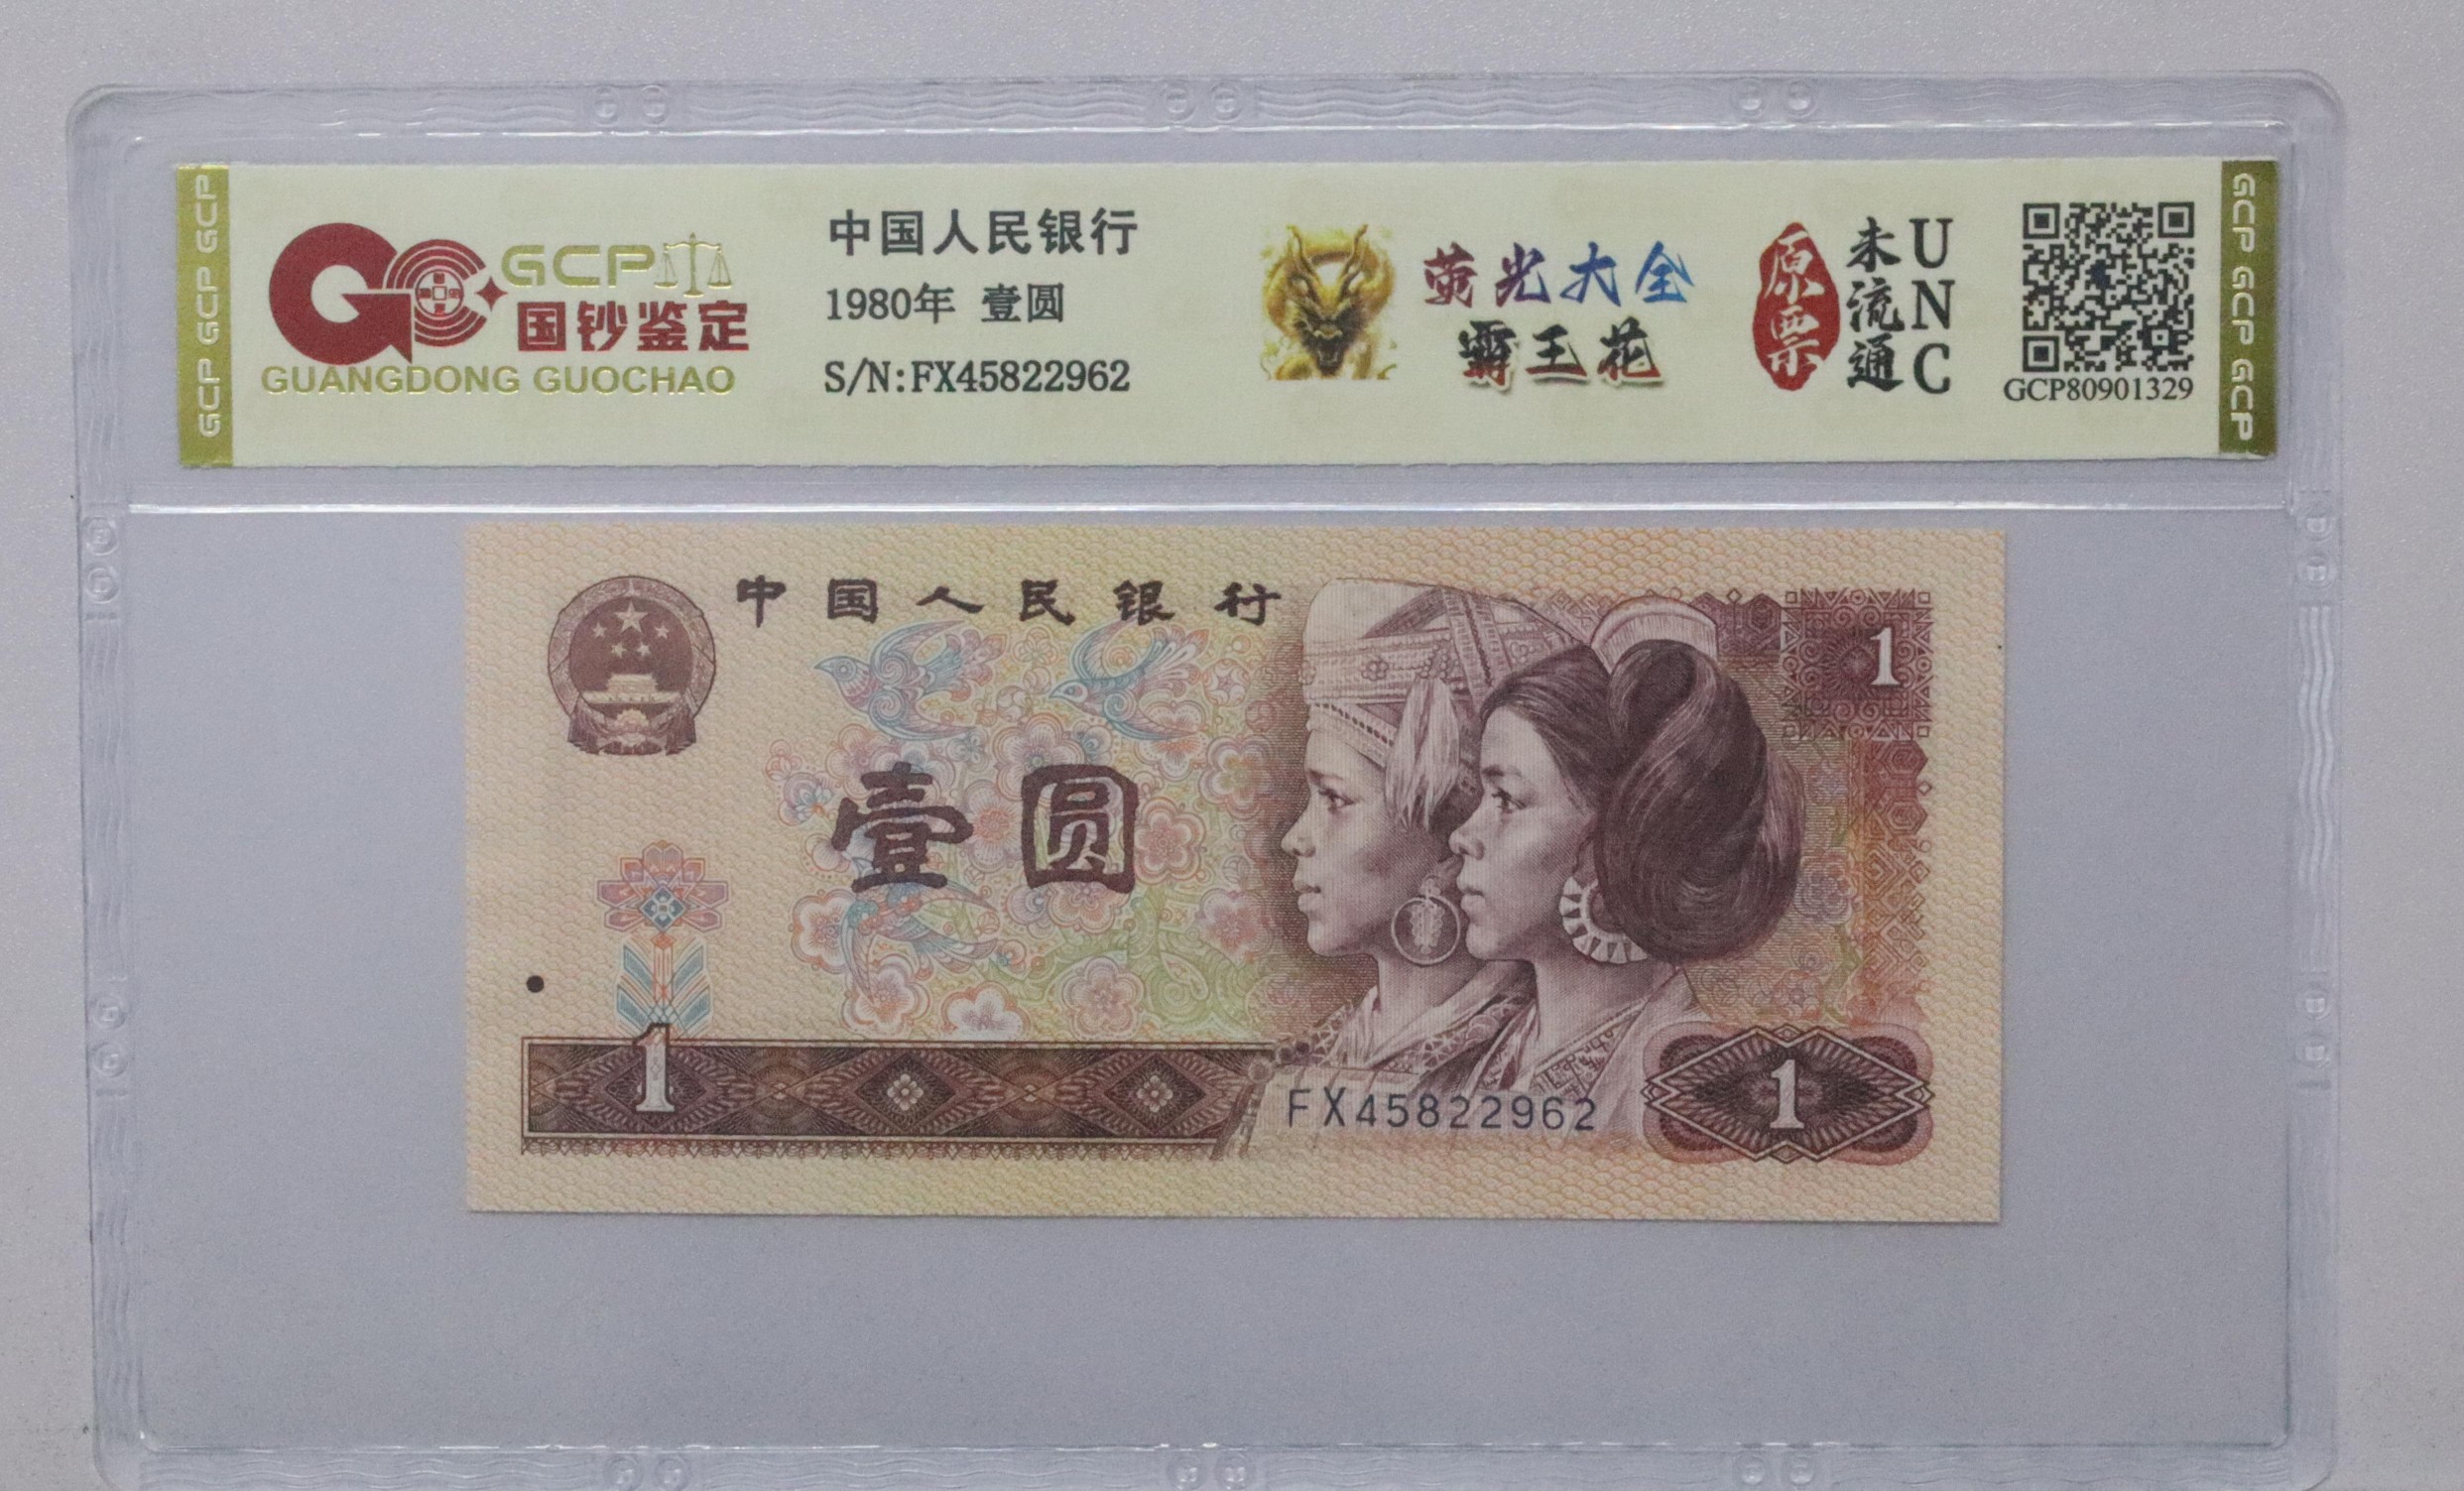 GCP GCP GCP
GCP
国钞鉴定
GUANGDONG GUOCHAO
中国人民银行
1980年 壹圆
S/N:FX45822962
荧光大全
霸王花
原票
未流通
UNC
GCP80901329
GCP GCP GCP
中国人民银行
1
壹圆
1
FX45822962
1